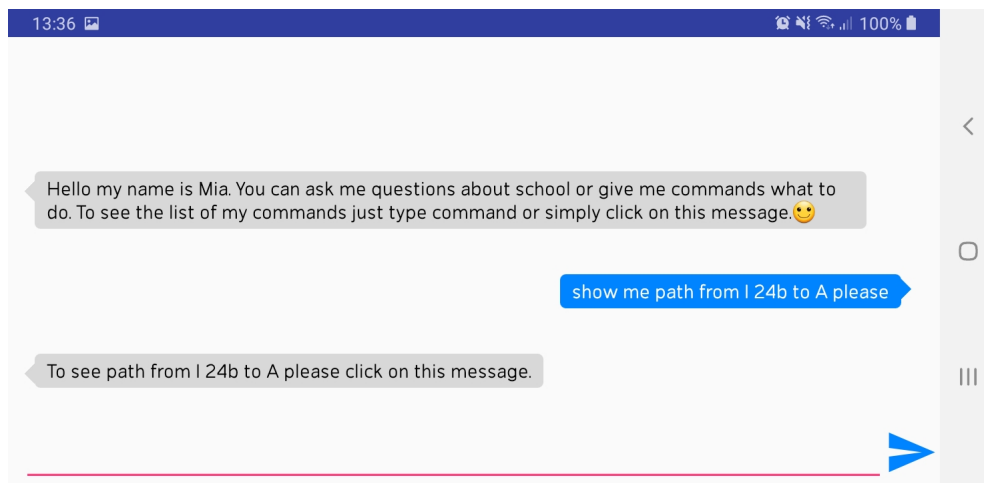 13:36 100%
Hello my name is Mia. You can ask me questions about school or give me commands what to
do. To see the list of my commands just type command or simply click on this message.🙂
show me path from I 24b to A please
To see path from I 24b to A please click on this message.